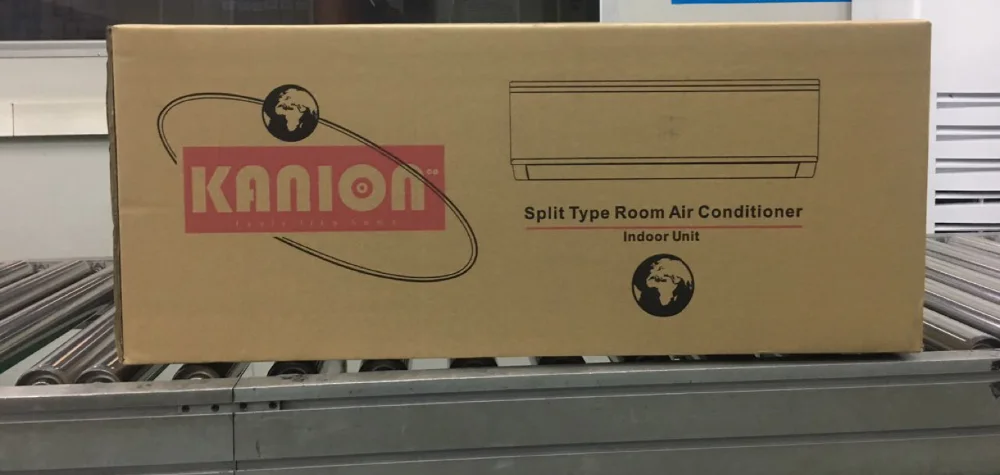 KANION
Split Type Room Air Conditioner
Indoor Unit